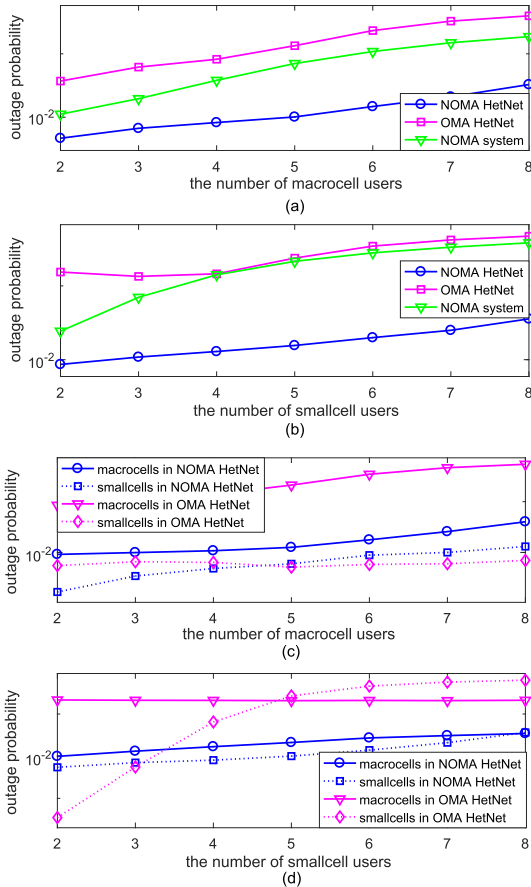 outage probability
10-2
NOMA HetNet
OMA HetNet
NOMA system
2 3 4 5 6 7 8
the number of macrocell users
(a)
outage probability
10-2
NOMA HetNet
OMA HetNet
NOMA system
2 3 4 5 6 7 8
the number of smallcell users
(b)
outage probability
10-2
macrocells in NOMA HetNet
smallcells in NOMA HetNet
macrocells in OMA HetNet
smallcells in OMA HetNet
2 3 4 5 6 7 8
the number of macrocell users
(c)
outage probability
10-2
macrocells in NOMA HetNet
smallcells in NOMA HetNet
macrocells in OMA HetNet
smallcells in OMA HetNet
2 3 4 5 6 7 8
the number of smallcell users
(d)